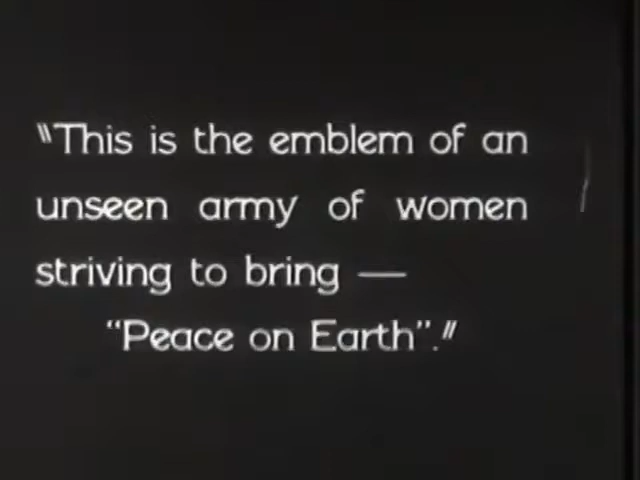 "This is the emblem of an
unseen army of women
striving to bring —
"Peace on Earth"."